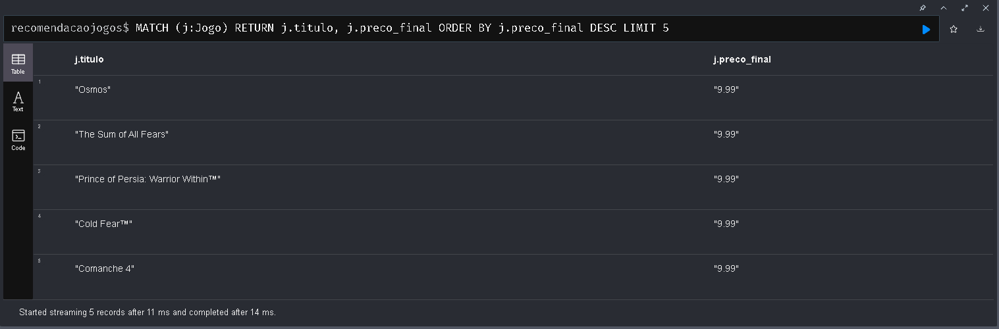 recomendacaojogos$ MATCH (j:Jogo) RETURN j.titulo, j.preco_final ORDER BY j.preco_final DESC LIMIT 5
j.titulo j.preco_final
Table
1 "Osmos" "9.99"
Text
2 "The Sum of All Fears" "9.99"
Code
3 "Prince of Persia: Warrior Within™" "9.99"
4 "Cold Fear™" "9.99"
5 "Comanche 4" "9.99"
Started streaming 5 records after 11 ms and completed after 14 ms.